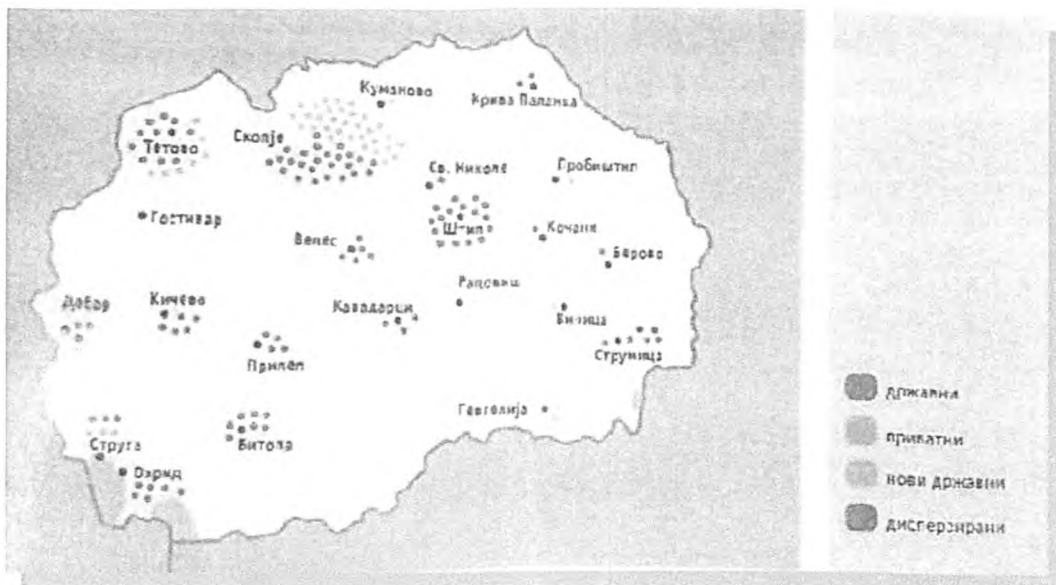 Куманово
Крива Паланка
Скопје
Тетово
Св. Николе
Пробиштип
Гостивар
Штип
Кочани
Велес
Берово
Радовиш
Дебар
Кичево
Кавадарци
Виница
Прилеп
Струмица
Гевгелија
Струга
Битола
Охрид
државни
приватни
нови државни
дисперзирани